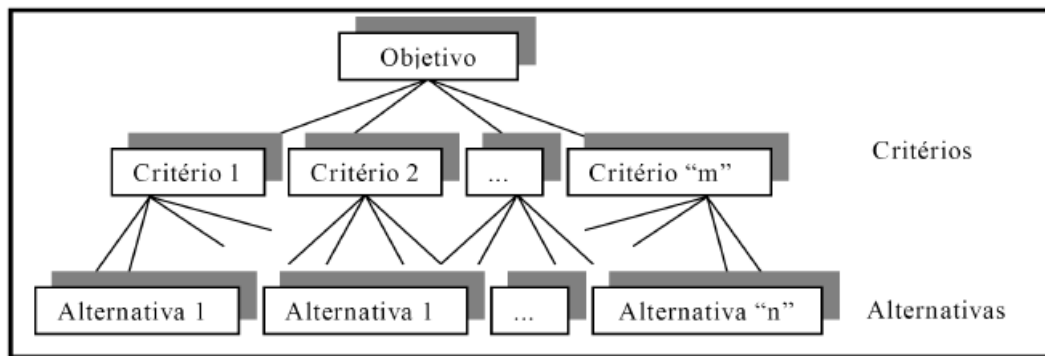 Objetivo
Critério 1
Critério 2
...
Critério “m”
Critérios
Alternativa 1
Alternativa 1
...
Alternativa “n”
Alternativas